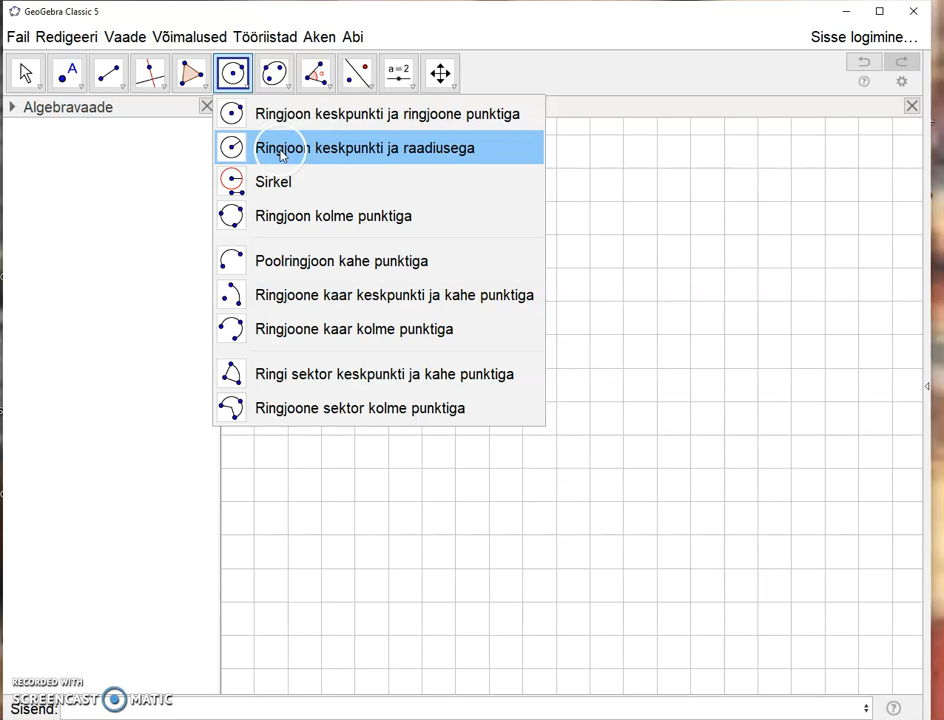 GeoGebra Classic 5
Fail Redigeeri Vaade Võimalused Tööriistad Aken Abi
Sisse logimine...
A
a = 2
Algebravaade
Ringjoon keskpunkti ja ringjoone punktiga
Ringjoon keskpunkti ja raadiusega
Sirkel
Ringjoon kolme punktiga
Poolringjoon kahe punktiga
Ringjoone kaar keskpunkti ja kahe punktiga
Ringjoone kaar kolme punktiga
Ringi sektor keskpunkti ja kahe punktiga
Ringjoone sektor kolme punktiga
RECORDED WITH
SCREENCAST MATIC
Sisend: